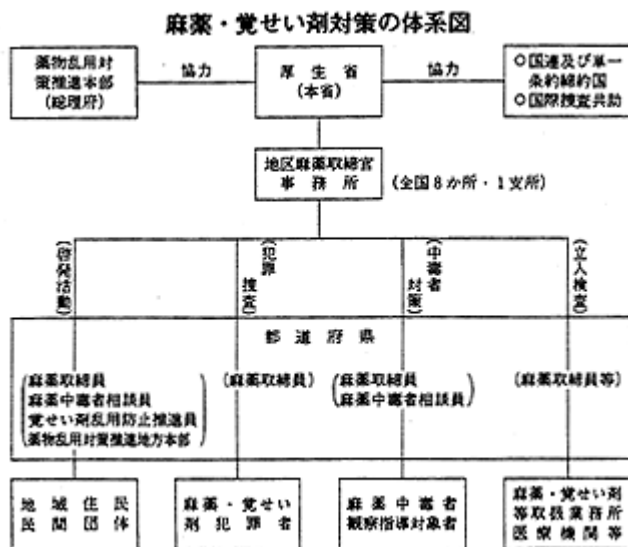 麻薬・覚せい剤対策の体系図
薬物乱用対
策推進本部
(総理府)
協力
厚生省
(本省)
協力
○国連及び単一
条約締約国
○国際捜査共助
地区麻薬取締官
事務所
(全国8か所・1支所)
(啓発活動)
(犯罪
捜査)
(中毒者
対策)
(立入検査)
都道府県
麻薬取締員
麻薬中毒者相談員
覚せい剤乱用防止推進員
薬物乱用対策推進地方本部
(麻薬取締員)
麻薬取締員
麻薬中毒者相談員
(麻薬取締員等)
地域住民
民間団体
麻薬・覚せい
剤犯罪者
麻薬中毒者
観察指導対象者
麻薬・覚せい剤
等取扱業務所
医療機関等